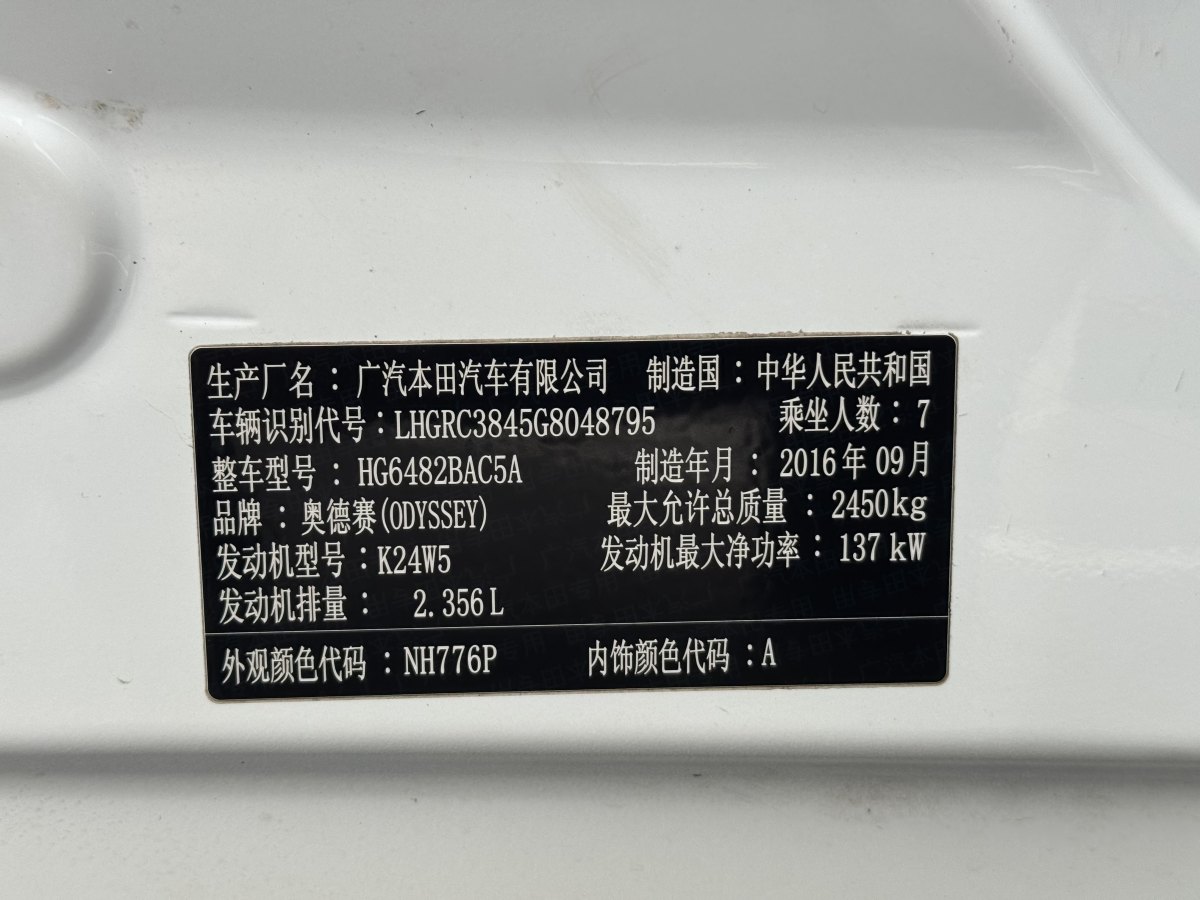 生产厂名：广汽本田汽车有限公司 制造国：中华人民共和国
车辆识别代号：LHGRC3845G8048795 乘坐人数：7
整车型号：HG6482BAC5A 制造年月：2016年09月
品牌：奥德赛(ODYSSEY) 最大允许总质量：2450kg
发动机型号：K24W5 发动机最大净功率：137kW
发动机排量：2.356L
外观颜色代码：NH776P 内饰颜色代码：A